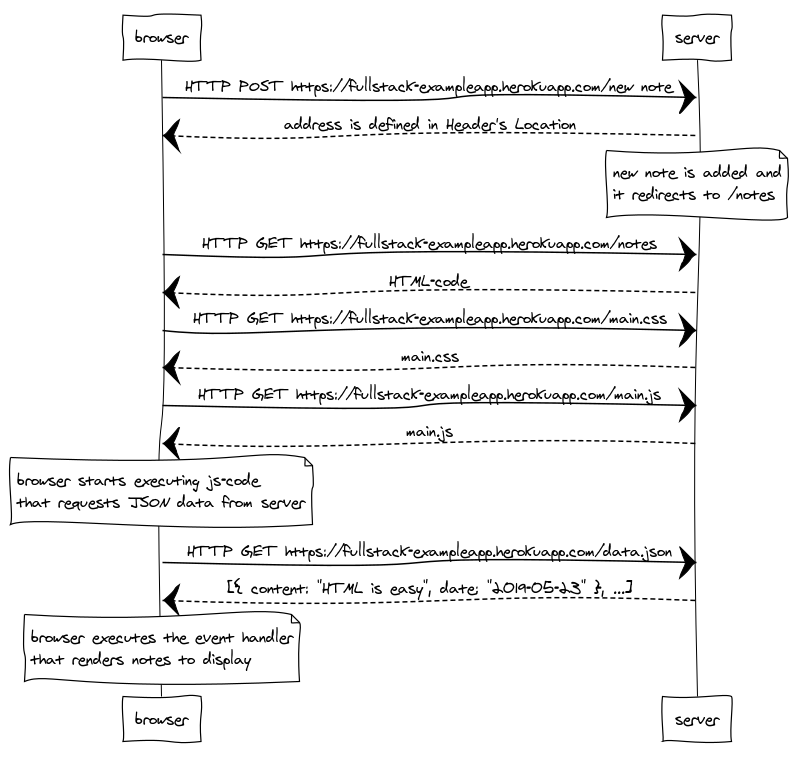 browser
server
HTTP POST https://fullstack-exampleapp.herokuapp.com/new note
address is defined in Header's Location
new note is added and
it redirects to /notes
HTTP GET https://fullstack-exampleapp.herokuapp.com/notes
HTML-code
HTTP GET https://fullstack-exampleapp.herokuapp.com/main.css
main.css
HTTP GET https://fullstack-exampleapp.herokuapp.com/main.js
main.js
browser starts executing js-code
that requests JSON data from server
HTTP GET https://fullstack-exampleapp.herokuapp.com/data.json
[{ content: "HTML is easy", date: "2019-05-23" }, ...]
browser executes the event handler
that renders notes to display
browser
server